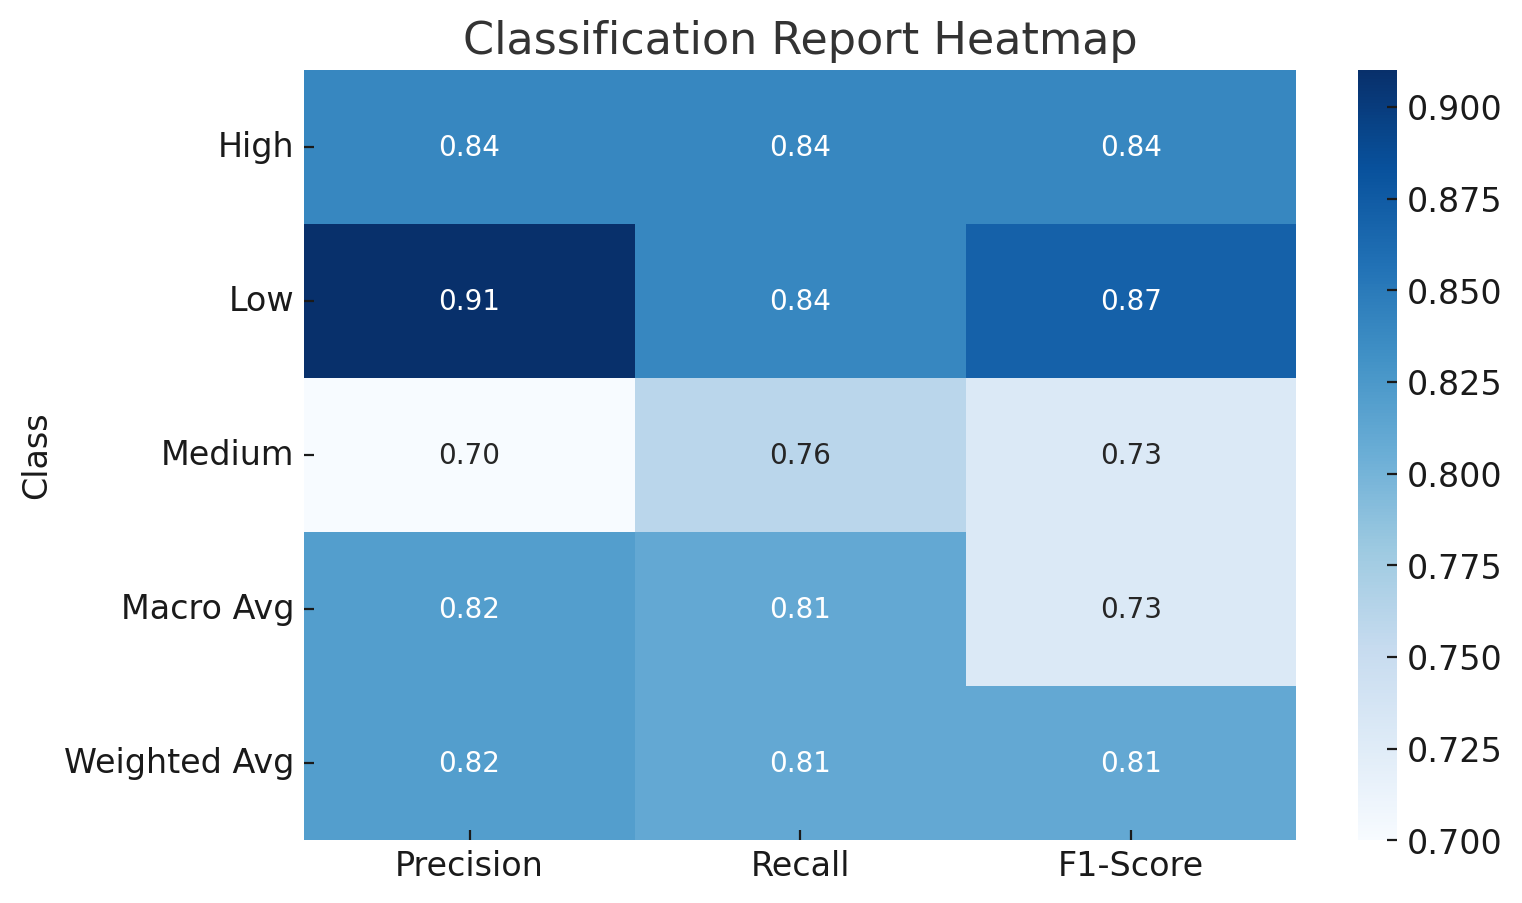 Classification Report Heatmap
Class
High 0.84 0.84 0.84
Low 0.91 0.84 0.87
Medium 0.70 0.76 0.73
Macro Avg 0.82 0.81 0.73
Weighted Avg 0.82 0.81 0.81
Precision Recall F1-Score
0.900
0.875
0.850
0.825
0.800
0.775
0.750
0.725
0.700